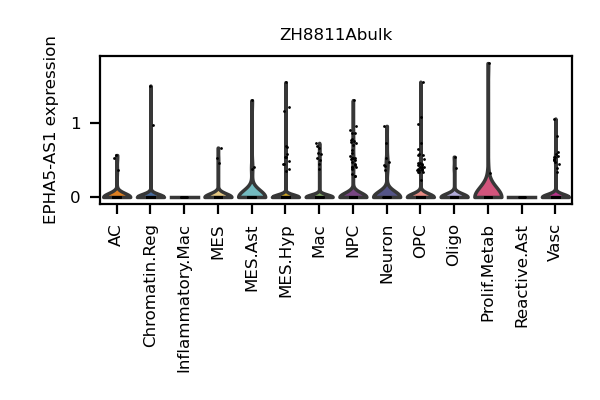 ZH8811Abulk
EPHA5-AS1 expression
1
0
AC
Chromatin.Reg
Inflammatory.Mac
MES
MES.Ast
MES.Hyp
Mac
NPC
Neuron
OPC
Oligo
Prolif.Metab
Reactive.Ast
Vasc